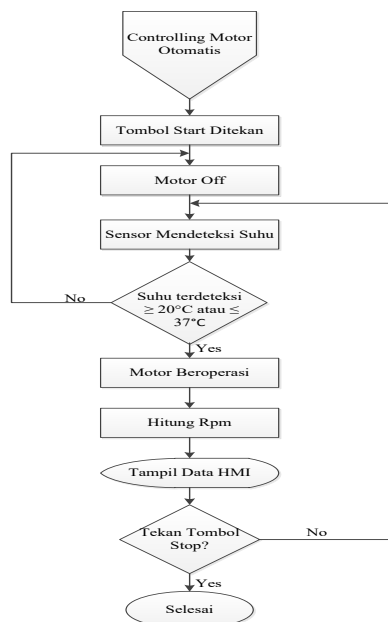 Controlling Motor
Otomatis
Tombol Start Ditekan
Motor Off
Sensor Mendeteksi Suhu
Suhu terdeteksi
≥ 20°C atau ≤
37°C
No
Yes
Motor Beroperasi
Hitung Rpm
Tampil Data HMI
Tekan Tombol
Stop?
No
Yes
Selesai